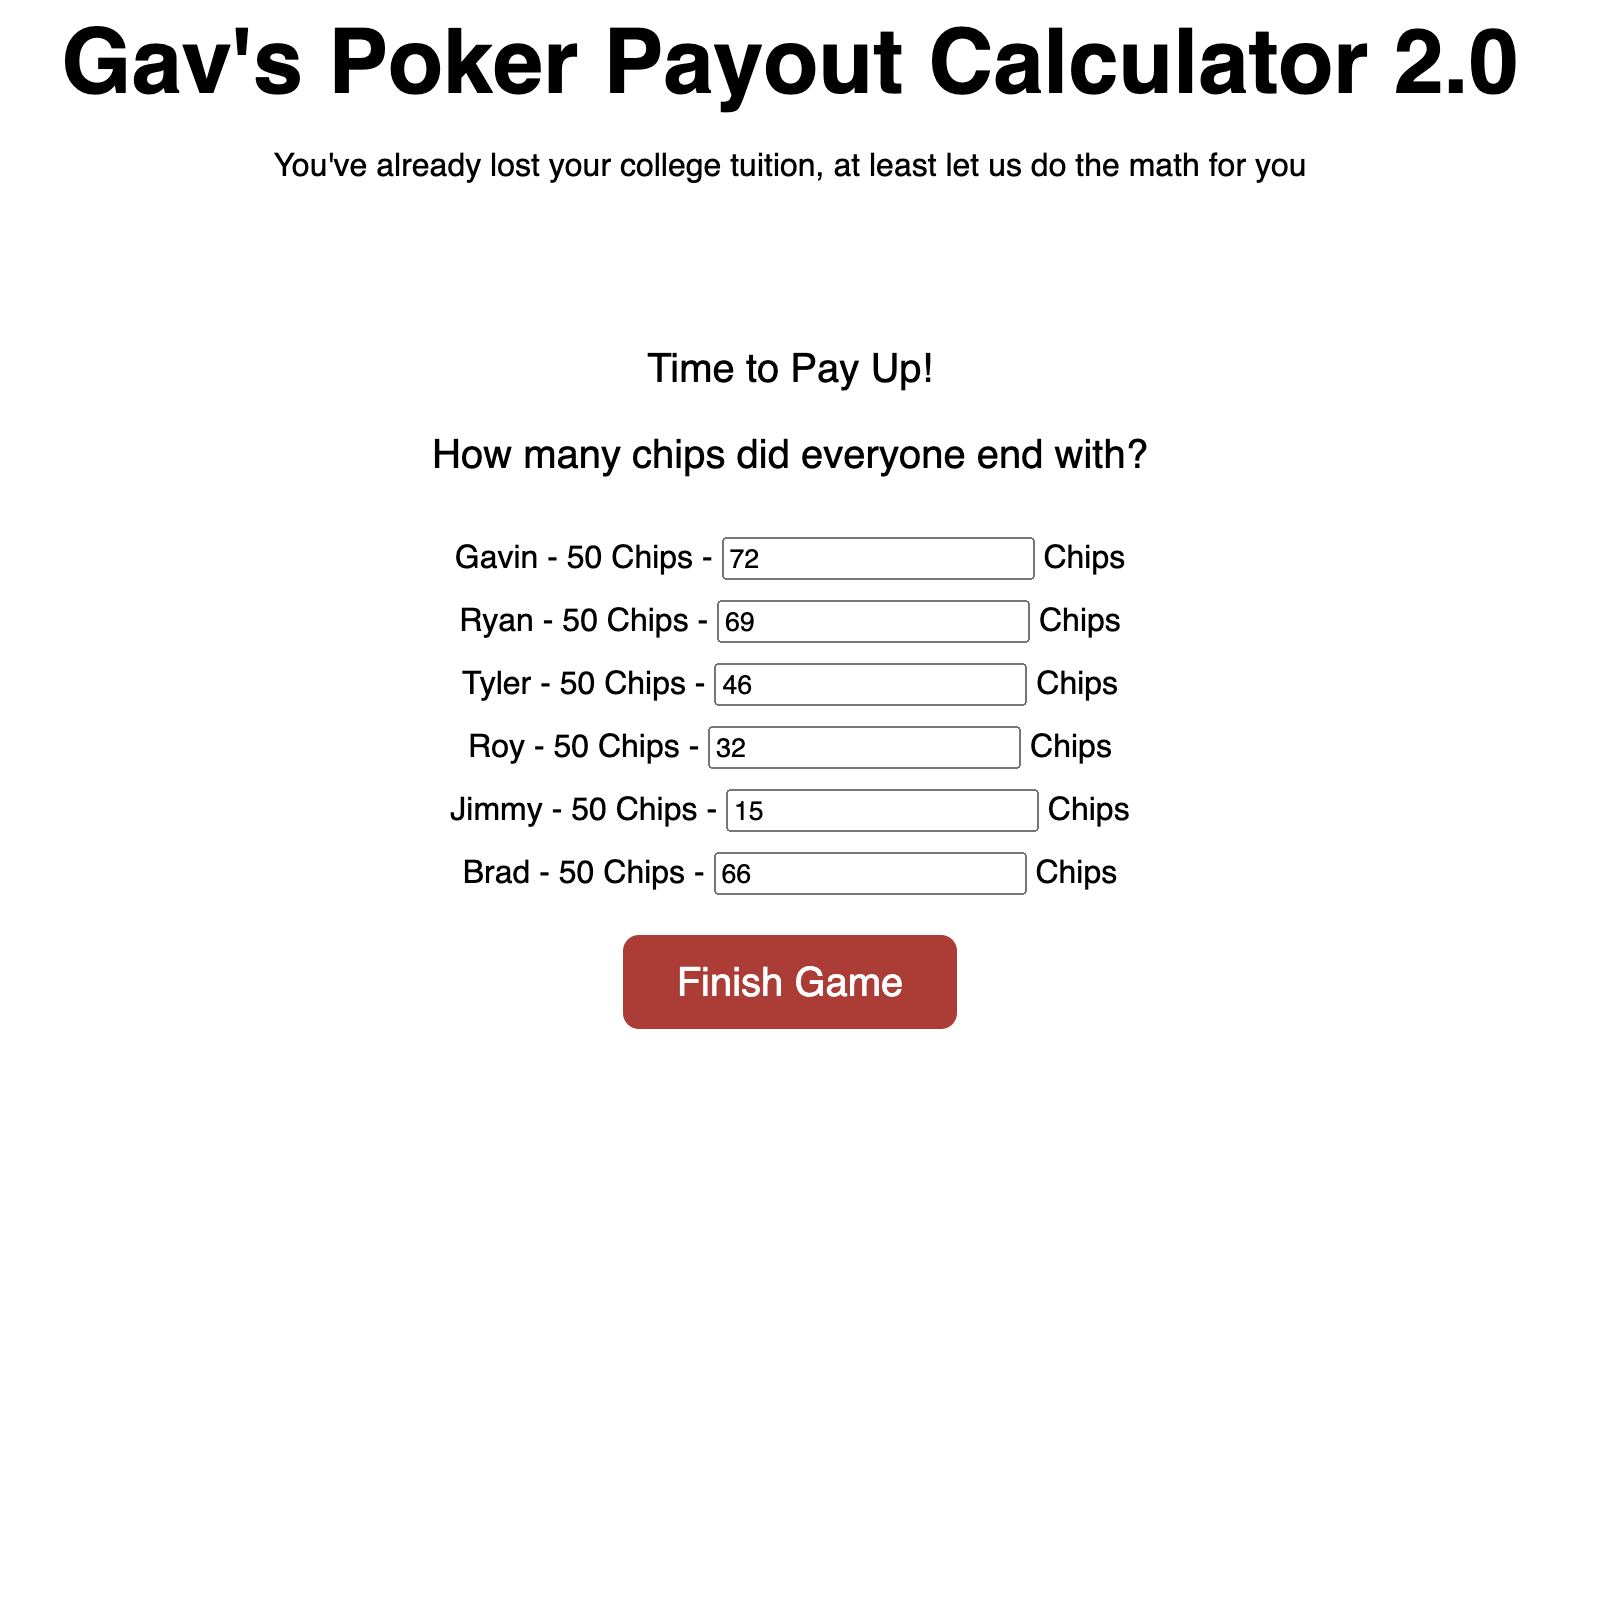 Gav's Poker Payout Calculator 2.0
You've already lost your college tuition, at least let us do the math for you
Time to Pay Up!
How many chips did everyone end with?
Gavin - 50 Chips - 72 Chips
Ryan - 50 Chips - 69 Chips
Tyler - 50 Chips - 46 Chips
Roy - 50 Chips - 32 Chips
Jimmy - 50 Chips - 15 Chips
Brad - 50 Chips - 66 Chips
Finish Game